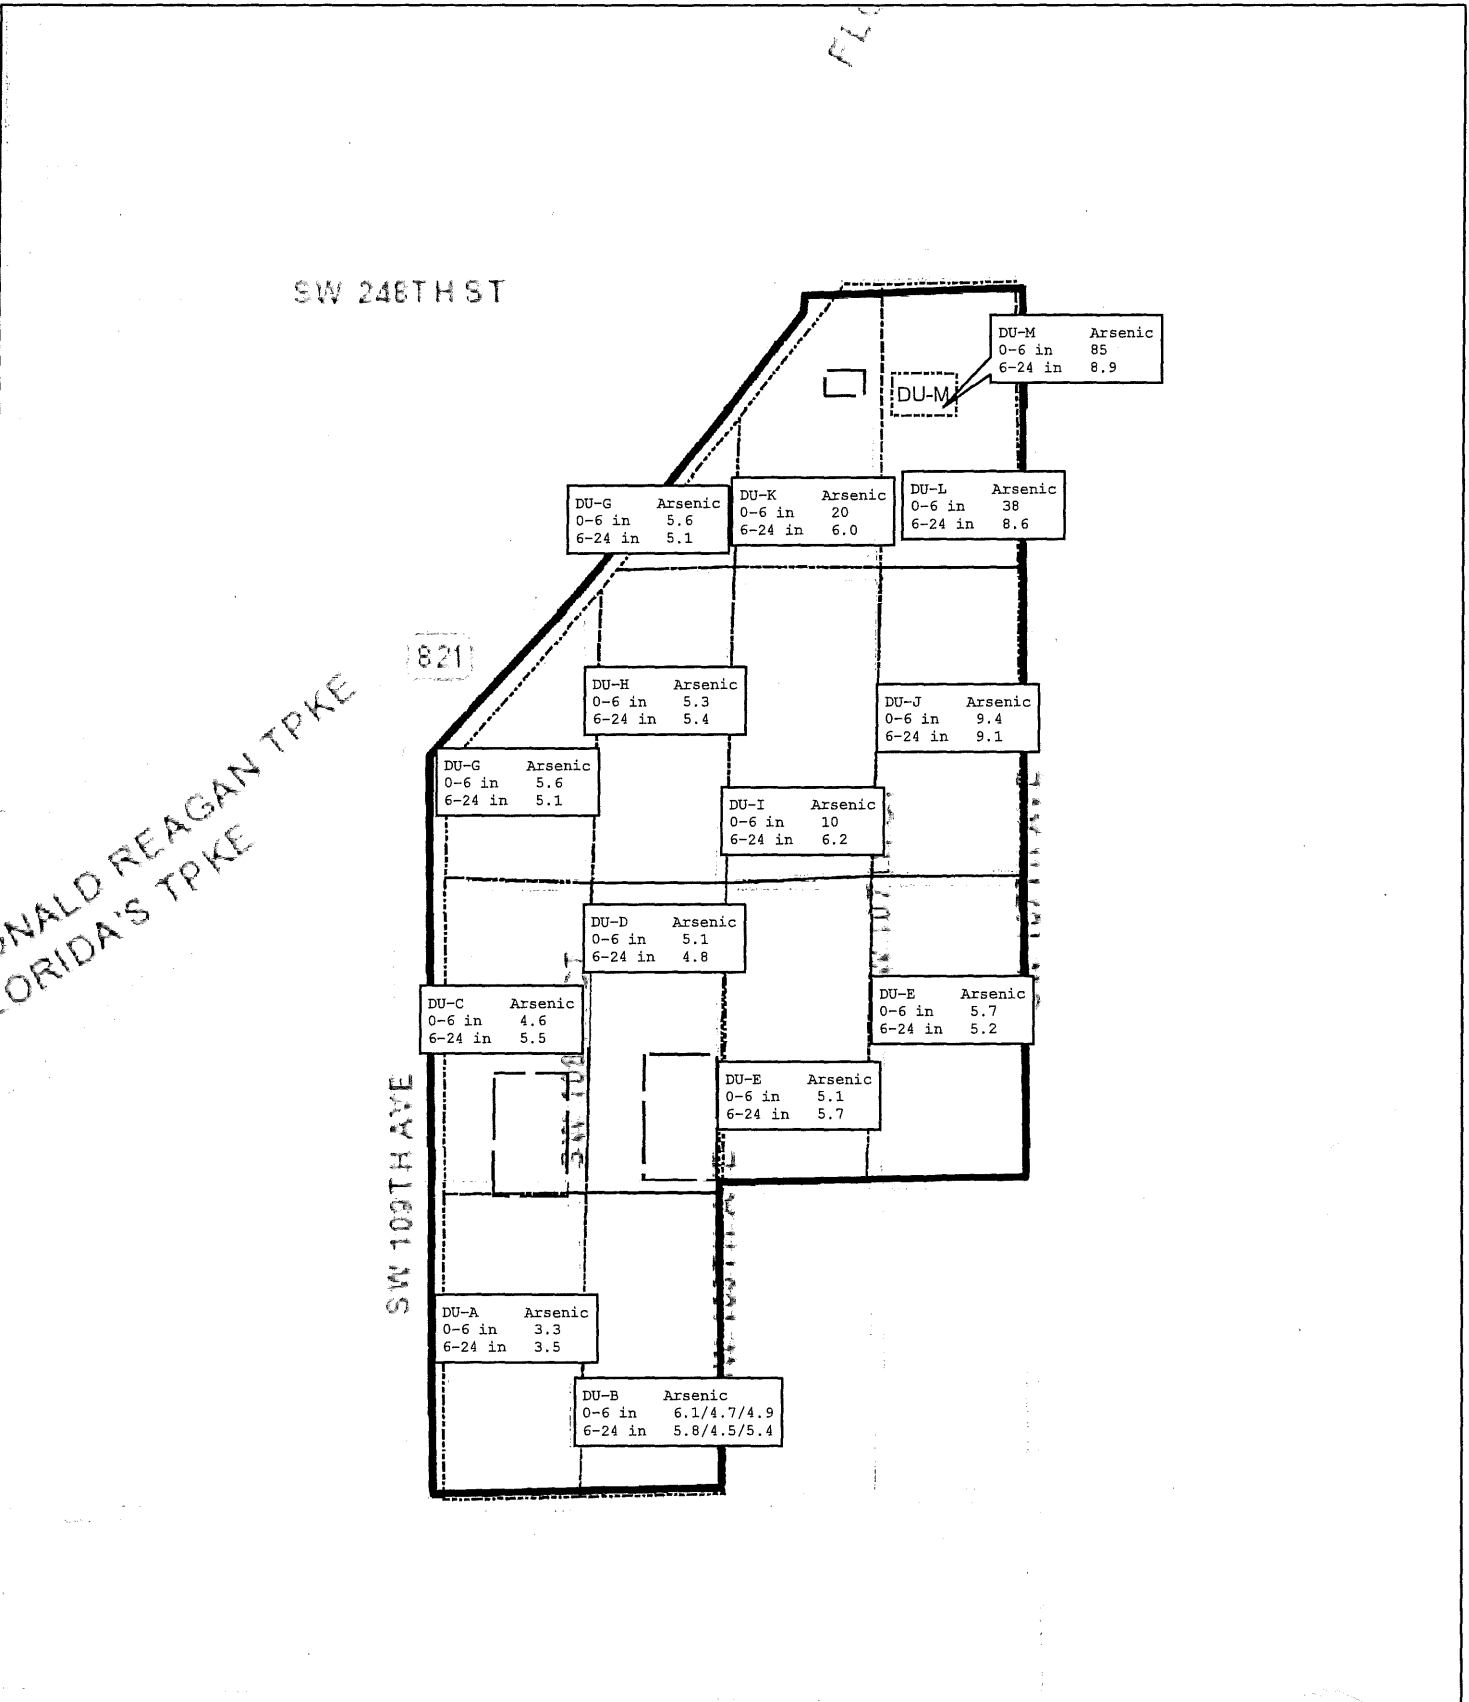 SW 248TH ST
DU-M Arsenic
0-6 in 85
6-24 in 8.9
DU-M
DU-G Arsenic
0-6 in 5.6
6-24 in 5.1
DU-K Arsenic
0-6 in 20
6-24 in 6.0
DU-L Arsenic
0-6 in 38
6-24 in 8.6
821
DU-H Arsenic
0-6 in 5.3
6-24 in 5.4
DU-J Arsenic
0-6 in 9.4
6-24 in 9.1
DU-G Arsenic
0-6 in 5.6
6-24 in 5.1
DU-I Arsenic
0-6 in 10
6-24 in 6.2
REAGAN TPKE
TPKE
DU-D Arsenic
0-6 in 5.1
6-24 in 4.8
DU-C Arsenic
0-6 in 4.6
6-24 in 5.5
DU-E Arsenic
0-6 in 5.7
6-24 in 5.2
DU-E Arsenic
0-6 in 5.1
6-24 in 5.7
SW 109TH AVE
DU-A Arsenic
0-6 in 3.3
6-24 in 3.5
DU-B Arsenic
0-6 in 6.1/4.7/4.9
6-24 in 5.8/4.5/5.4